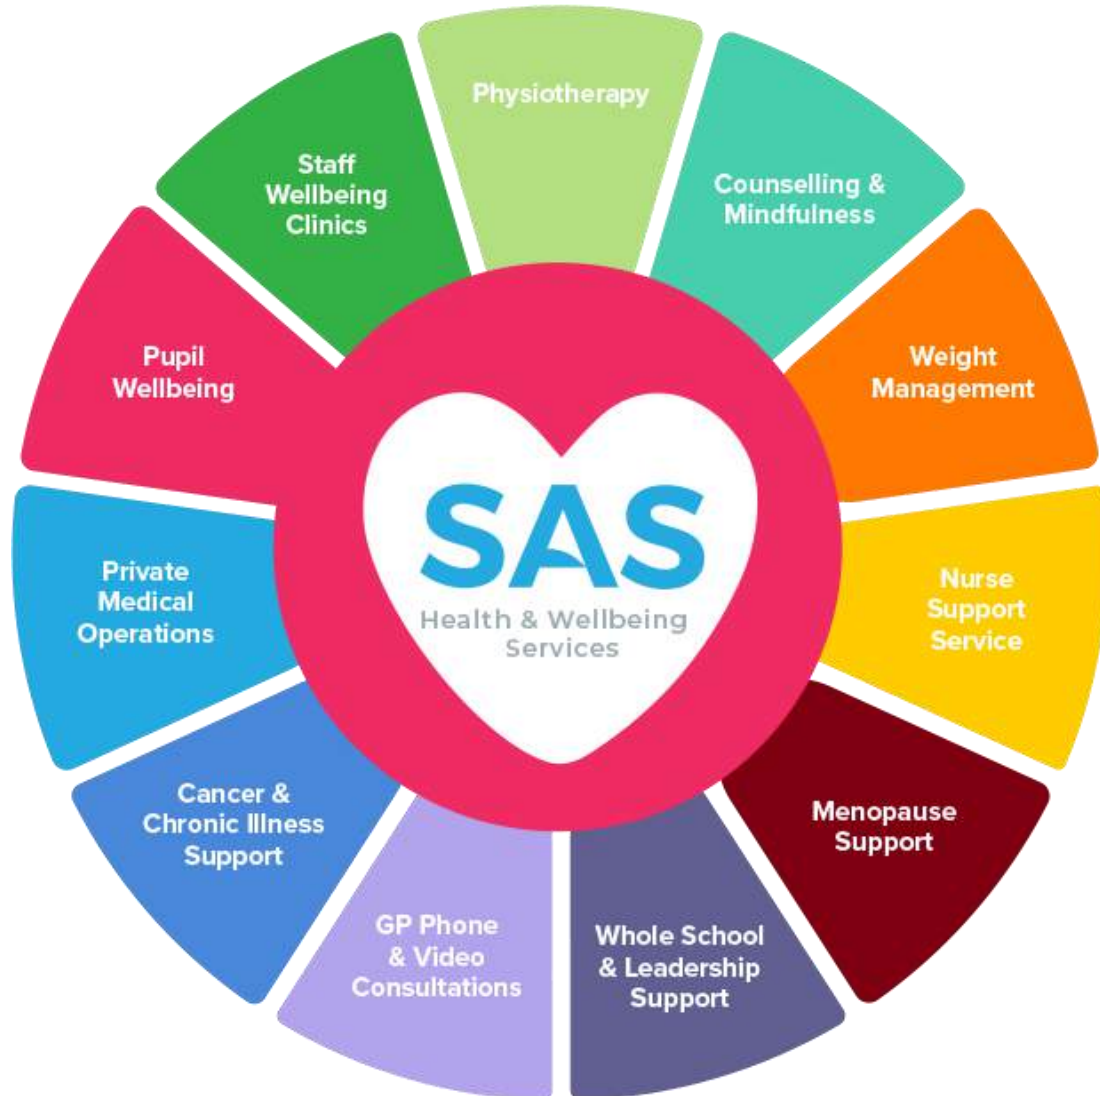 Physiotherapy
Counselling &
Mindfulness
Weight
Management
Nurse
Support
Service
Menopause
Support
Whole School
& Leadership
Support
GP Phone
& Video
Consultations
Cancer &
Chronic Illness
Support
Private
Medical
Operations
Pupil
Wellbeing
Staff
Wellbeing
Clinics
SAS
Health & Wellbeing
Services